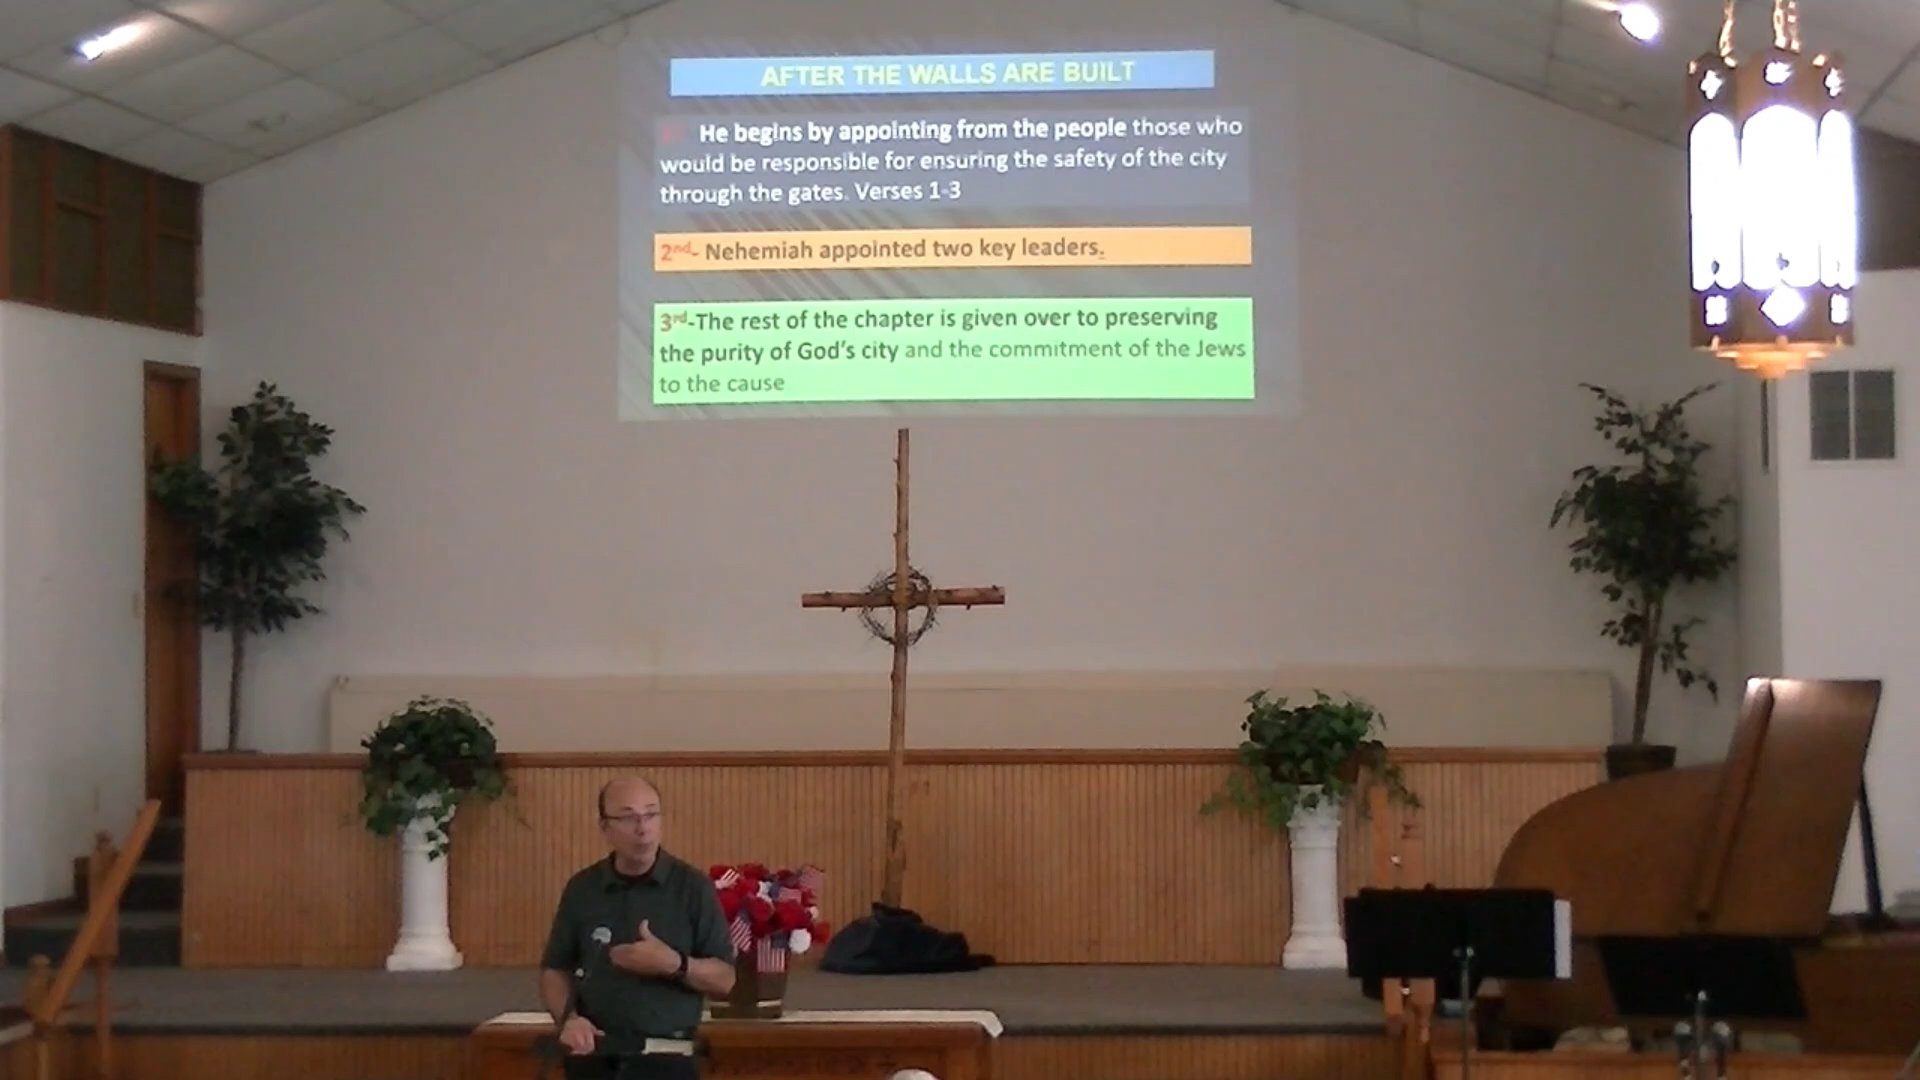 AFTER THE WALLS ARE BUILT
He begins by appointing from the people those who
would be responsible for ensuring the safety of the city
through the gates. Verses 1-3
2nd- Nehemiah appointed two key leaders.
3rd-The rest of the chapter is given over to preserving
the purity of God's city and the commitment of the Jews
to the cause